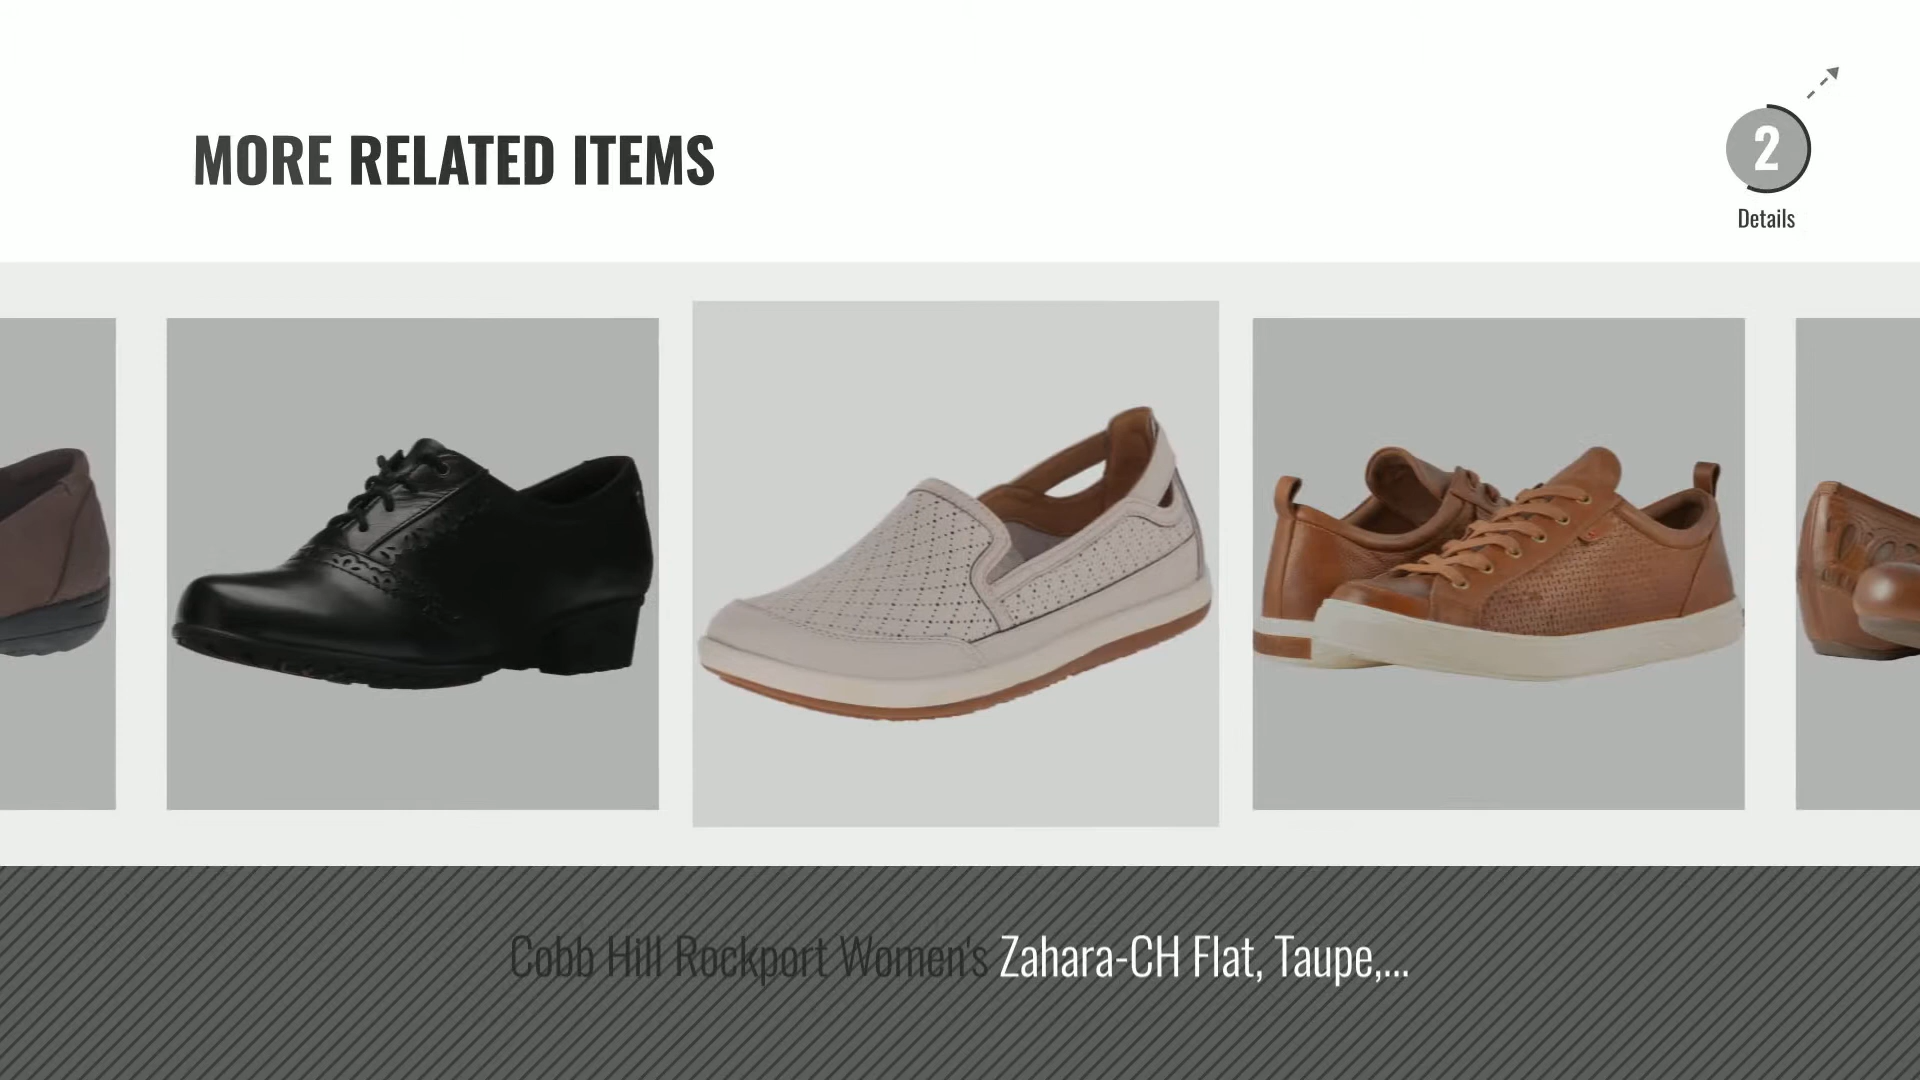 MORE RELATED ITEMS
2
Details
Cobb Hill Rockport Women's Zahara-CH Flat, Taupe,...